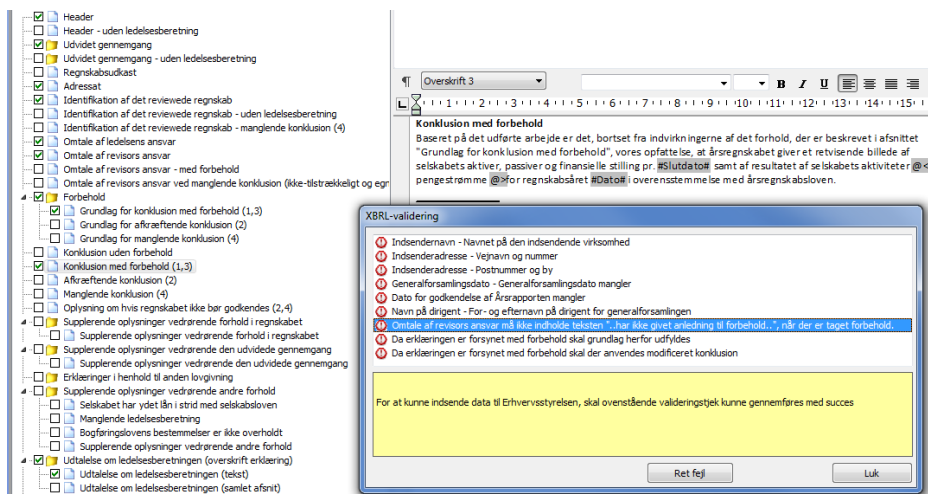 Header
Header - uden ledelsesberetning
Udvidet gennemgang
Udvidet gennemgang - uden ledelsesberetning
Regnskabsudkast
Adressat
Identifikation af det reviewede regnskab
Identifikation af det reviewede regnskab - uden ledelsesberetning
Identifikation af det reviewede regnskab - manglende konklusion (4)
Omtale af ledelsens ansvar
Omtale af revisors ansvar
Omtale af revisors ansvar - med forbehold
Omtale af revisors ansvar ved manglende konklusion (ikke-tilstrækkeligt og egr
Forbehold
Grundlag for konklusion med forbehold (1,3)
Grundlag for afkræftende konklusion (2)
Grundlag for manglende konklusion (4)
Konklusion uden forbehold
Konklusion med forbehold (1,3)
Afkræftende konklusion (2)
Manglende konklusion (4)
Oplysning om hvis regnskabet ikke bør godkendes (2,4)
Supplerende oplysninger vedrørende forhold i regnskabet
Supplerende oplysninger vedrørende forhold i regnskabet
Supplerende oplysninger vedrørende den udvidede gennemgang
Supplerende oplysninger vedrørende den udvidede gennemgang
Erklæringer i henhold til anden lovgivning
Supplerende oplysninger vedrørende andre forhold
Selskabet har ydet lån i strid med selskabsloven
Manglende ledelsesberetning
Bogføringslovens bestemmelser er ikke overholdt
Supplerende oplysninger vedrørende andre forhold
Udtalelse om ledelsesberetningen (overskrift erklæring)
Udtalelse om ledelsesberetningen (tekst)
Udtalelse om ledelsesberetningen (samlet afsnit)
¶ Overskrift 3 B I U
L 1 2 3 4 5 6 7 8 9 10 11 12 13 14 15
Konklusion med forbehold
Baseret på det udførte arbejde er det, bortset fra indvirkningerne af det forhold, der er beskrevet i afsnittet
"Grundlag for konklusion med forbehold", vores opfattelse, at årsregnskabet giver et retvisende billede af
selskabets aktiver, passiver og finansielle stilling pr. #Slutdato# samt af resultatet af selskabets aktiviteter @<
pengestrømme @>for regnskabsåret #Dato# i overensstemmelse med årsregnskabsloven.
XBRL-validering
Indsendernavn - Navnet på den indsendende virksomhed
Indsenderadresse - Vejnavn og nummer
Indsenderadresse - Postnummer og by
Generalforsamlingsdato - Generalforsamlingsdato mangler
Dato for godkendelse af Årsrapporten mangler
Navn på dirigent - For- og efternavn på dirigent for generalforsamlingen
Omtale af revisors ansvar må ikke indholde teksten "..har ikke givet anledning til forbehold..", når der er taget forbehold.
Da erklæringen er forsynet med forbehold skal grundlag herfor udfyldes
Da erklæringen er forsynet med forbehold skal der anvendes modificeret konklusion
For at kunne indsende data til Erhvervsstyrelsen, skal ovenstående valideringstjek kunne gennemføres med succes
Ret fejl
Luk